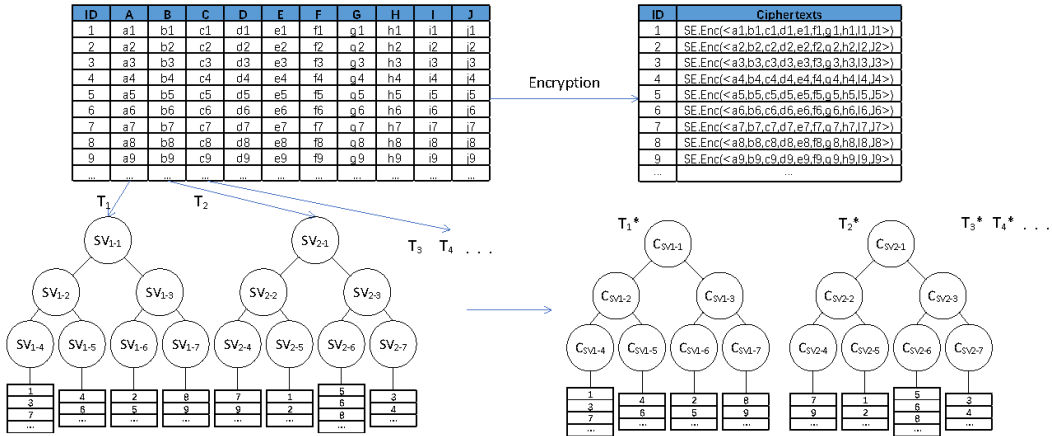 ID A B C D E F G H I J
1 a1 b1 c1 d1 e1 f1 g1 h1 i1 j1
2 a2 b2 c2 d2 e2 f2 g2 h2 i2 j2
3 a3 b3 c3 d3 e3 f3 g3 h3 i3 j3
4 a4 b4 c4 d4 e4 f4 g4 h4 i4 j4
5 a5 b5 c5 d5 e5 f5 g5 h5 i5 j5
6 a6 b6 c6 d6 e6 f6 g6 h6 i6 j6
7 a7 b7 c7 d7 e7 f7 g7 h7 i7 j7
8 a8 b8 c8 d8 e8 f8 g8 h8 i8 j8
9 a9 b9 c9 d9 e9 f9 g9 h9 i9 j9
... ... ... ... ... ... ... ... ... ... ...
Encryption
ID Ciphertexts
1 SE.Enc(<a1,b1,c1,d1,e1,f1,g1,h1,I1,J1>)
2 SE.Enc(<a2,b2,c2,d2,e2,f2,g2,h2,I2,J2>)
3 SE.Enc(<a3,b3,c3,d3,e3,f3,g3,h3,I3,J3>)
4 SE.Enc(<a4,b4,c4,d4,e4,f4,g4,h4,I4,J4>)
5 SE.Enc(<a5,b5,c5,d5,e5,f5,g5,h5,I5,J5>)
6 SE.Enc(<a6,b6,c6,d6,e6,f6,g6,h6,I6,J6>)
7 SE.Enc(<a7,b7,c7,d7,e7,f7,g7,h7,I7,J7>)
8 SE.Enc(<a8,b8,c8,d8,e8,f8,g8,h8,I8,J8>)
9 SE.Enc(<a9,b9,c9,d9,e9,f9,g9,h9,I9,J9>)
... ...
T1 T2 T3 T4 . . .
SV1-1 SV2-1
SV1-2 SV1-3 SV2-2 SV2-3
SV1-4 SV1-5 SV1-6 SV1-7 SV2-4 SV2-5 SV2-6 SV2-7
1 3 7 ...
4 6 ...
2 5 ...
8 9 ...
7 9 ...
1 2 ...
5 6 8 ...
3 4 ...
T1* T2* T3* T4* . . .
CSV1-1 CSV2-1
CSV1-2 CSV1-3 CSV2-2 CSV2-3
CSV1-4 CSV1-5 CSV1-6 CSV1-7 CSV2-4 CSV2-5 CSV2-6 CSV2-7
1 3 7 ...
4 6 ...
2 5 ...
8 9 ...
7 9 ...
1 2 ...
5 6 8 ...
3 4 ...